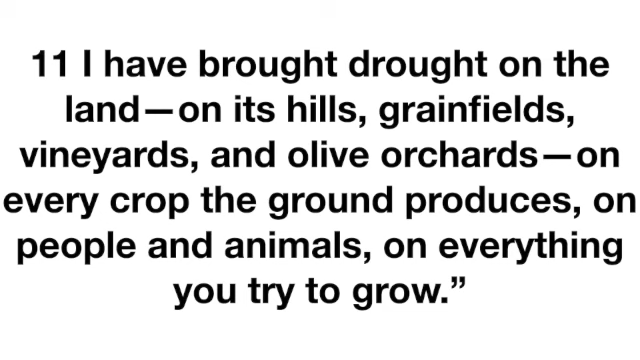 11 I have brought drought on the
land—on its hills, grainfields,
vineyards, and olive orchards—on
every crop the ground produces, on
people and animals, on everything
you try to grow.”